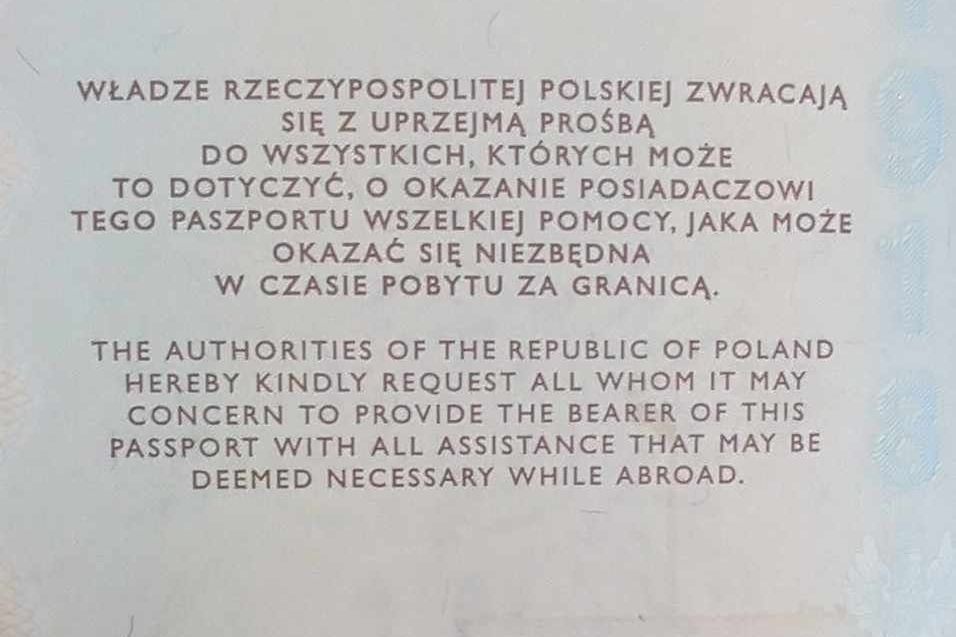 WŁADZE RZECZYPOSPOLITEJ POLSKIEJ ZWRACAJĄ
SIĘ Z UPRZEJMĄ PROŚBĄ
DO WSZYSTKICH, KTÓRYCH MOŻE
TO DOTYCZYĆ, O OKAZANIE POSIADACZOWI
TEGO PASZPORTU WSZELKIEJ POMOCY, JAKA MOŻE
OKAZAĆ SIĘ NIEZBĘDNA
W CZASIE POBYTU ZA GRANICĄ.
THE AUTHORITIES OF THE REPUBLIC OF POLAND
HEREBY KINDLY REQUEST ALL WHOM IT MAY
CONCERN TO PROVIDE THE BEARER OF THIS
PASSPORT WITH ALL ASSISTANCE THAT MAY BE
DEEMED NECESSARY WHILE ABROAD.